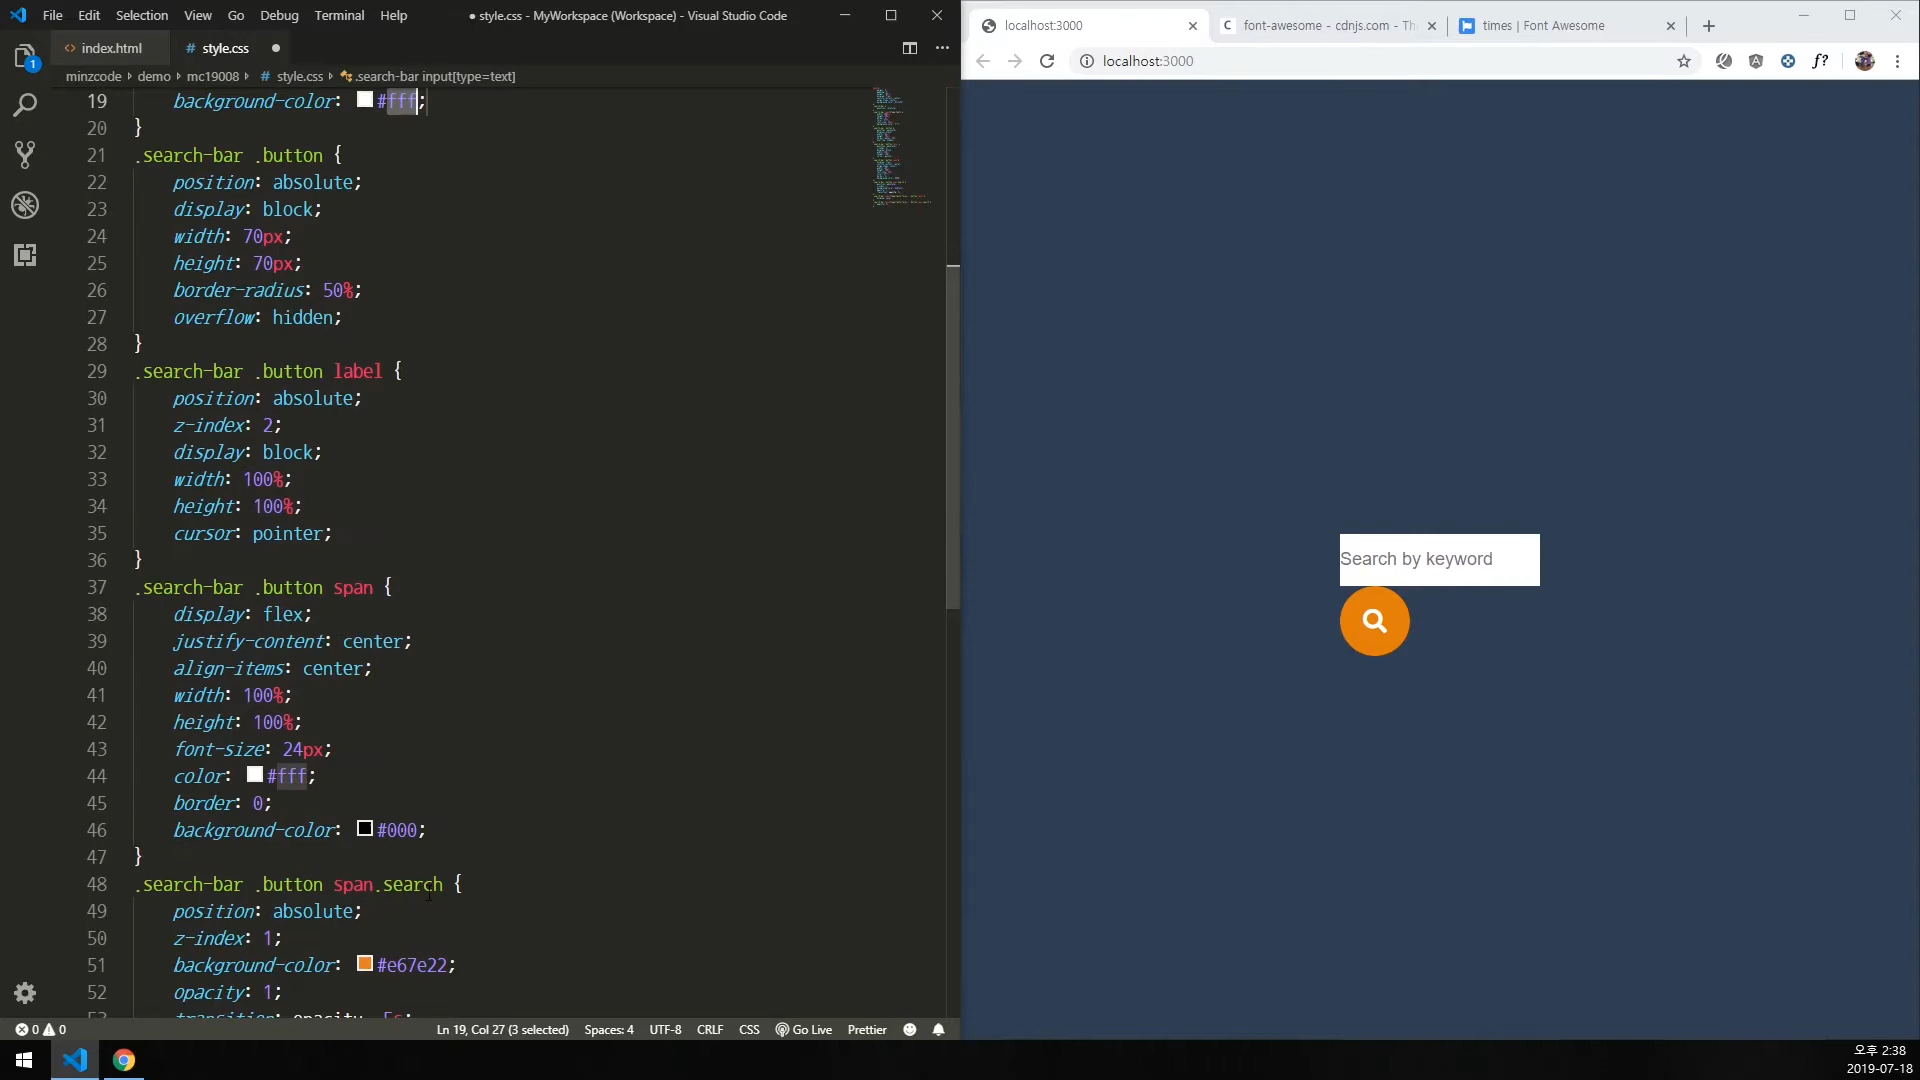 File Edit Selection View Go Debug Terminal Help
● style.css - MyWorkspace (Workspace) - Visual Studio Code
index.html
# style.css
minzcode demo mc19008 # style.css .search-bar input[type=text]
19 background-color: #fff;
20 }
21 .search-bar .button {
22 position: absolute;
23 display: block;
24 width: 70px;
25 height: 70px;
26 border-radius: 50%;
27 overflow: hidden;
28 }
29 .search-bar .button label {
30 position: absolute;
31 z-index: 2;
32 display: block;
33 width: 100%;
34 height: 100%;
35 cursor: pointer;
36 }
37 .search-bar .button span {
38 display: flex;
39 justify-content: center;
40 align-items: center;
41 width: 100%;
42 height: 100%;
43 font-size: 24px;
44 color: #fff;
45 border: 0;
46 background-color: #000;
47 }
48 .search-bar .button span.search {
49 position: absolute;
50 z-index: 1;
51 background-color: #e67e22;
52 opacity: 1;
1
0 0
Ln 19, Col 27 (3 selected) Spaces: 4 UTF-8 CRLF CSS Go Live Prettier
localhost:3000
font-awesome - cdnjs.com - Th
times | Font Awesome
localhost:3000
f?
Search by keyword
오후 2:38
2019-07-18